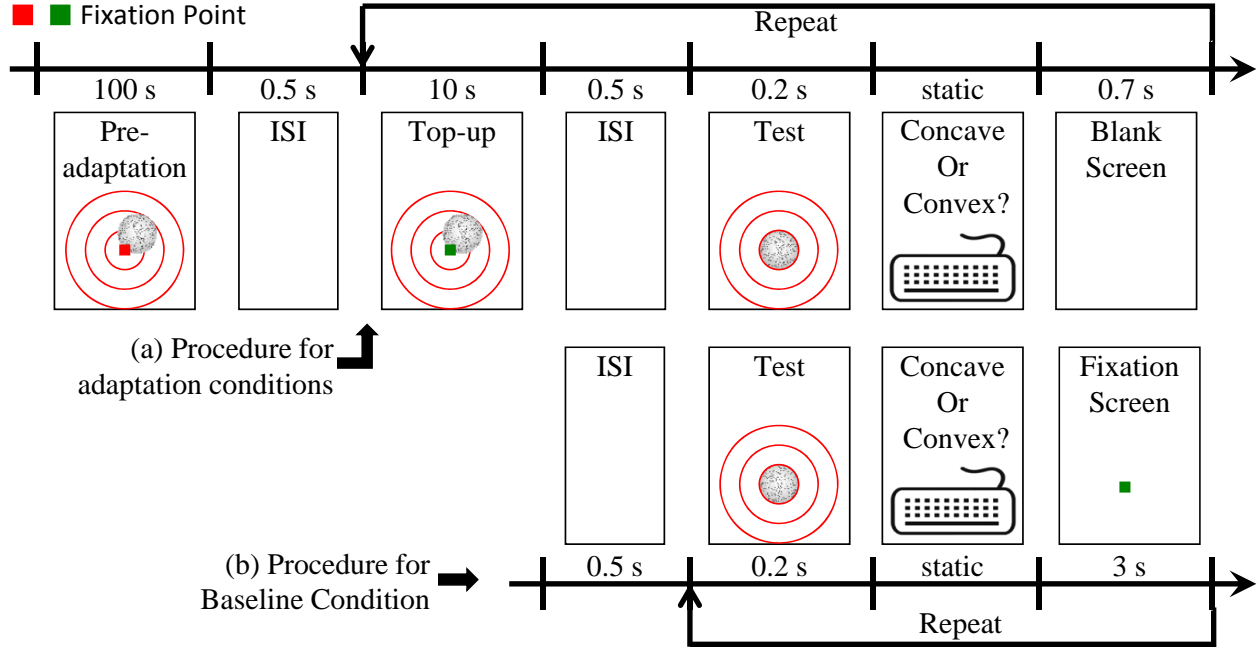 Fixation Point
Repeat
100 s 0.5 s 10 s 0.5 s 0.2 s static 0.7 s
Pre-
adaptation
ISI
Top-up
ISI
Test
Concave
Or
Convex?
Blank
Screen
(a) Procedure for
adaptation conditions
ISI
Test
Concave
Or
Convex?
Fixation
Screen
(b) Procedure for
Baseline Condition
0.5 s 0.2 s static 3 s
Repeat